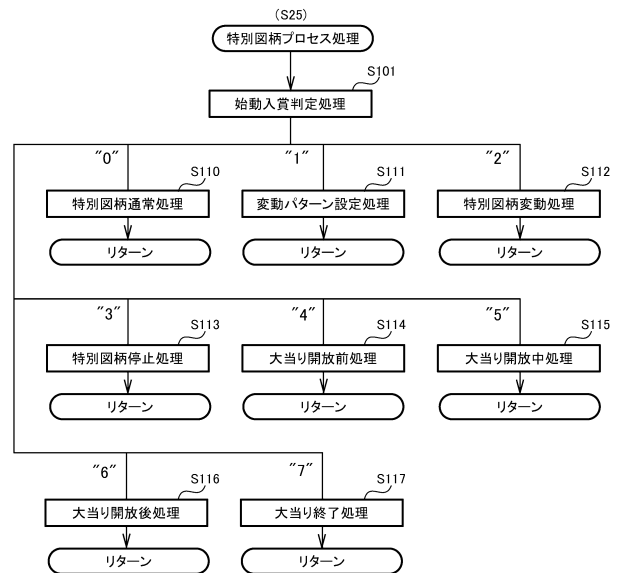 (S25)
特別図柄プロセス処理
S101
始動入賞判定処理
"0" "1" "2"
S110 S111 S112
特別図柄通常処理 変動パターン設定処理 特別図柄変動処理
リターン リターン リターン
"3" "4" "5"
S113 S114 S115
特別図柄停止処理 大当り開放前処理 大当り開放中処理
リターン リターン リターン
"6" "7"
S116 S117
大当り開放後処理 大当り終了処理
リターン リターン